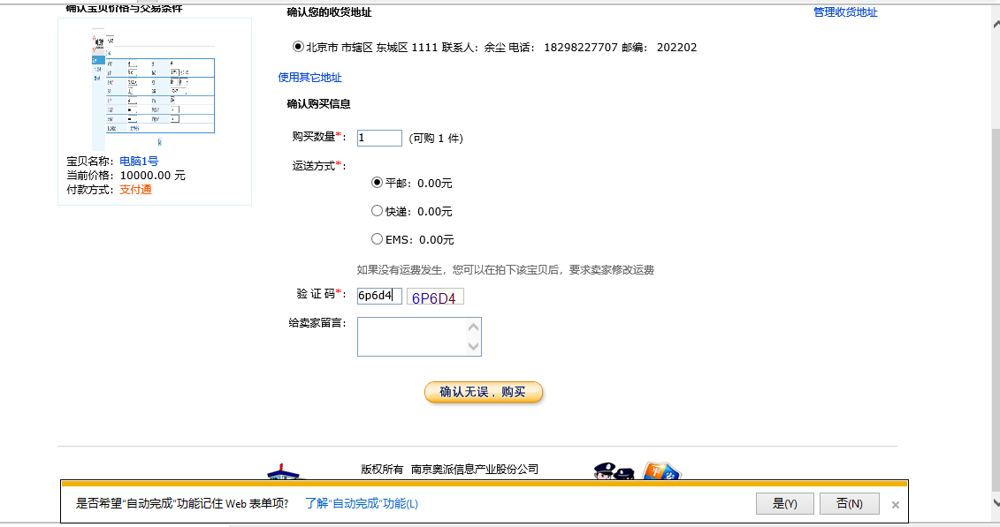 确认宝贝价格与交易条件
宝贝名称：电脑1号
当前价格：10000.00 元
付款方式：支付通
确认您的收货地址 管理收货地址
北京市 市辖区 东城区 1111 联系人：余尘 电话： 18298227707 邮编： 202202
使用其它地址
确认购买信息
购买数量*： 1 (可购 1 件)
运送方式*：
平邮：0.00元
快递：0.00元
EMS：0.00元
如果没有运费发生，您可以在拍下该宝贝后，要求卖家修改运费
验 证 码*： 6p6d4 6P6D4
给卖家留言：
确认无误，购买
版权所有 南京奥派信息产业股份公司
平安
是否希望“自动完成”功能记住 Web 表单项? 了解“自动完成”功能(L) 是(Y) 否(N) ×